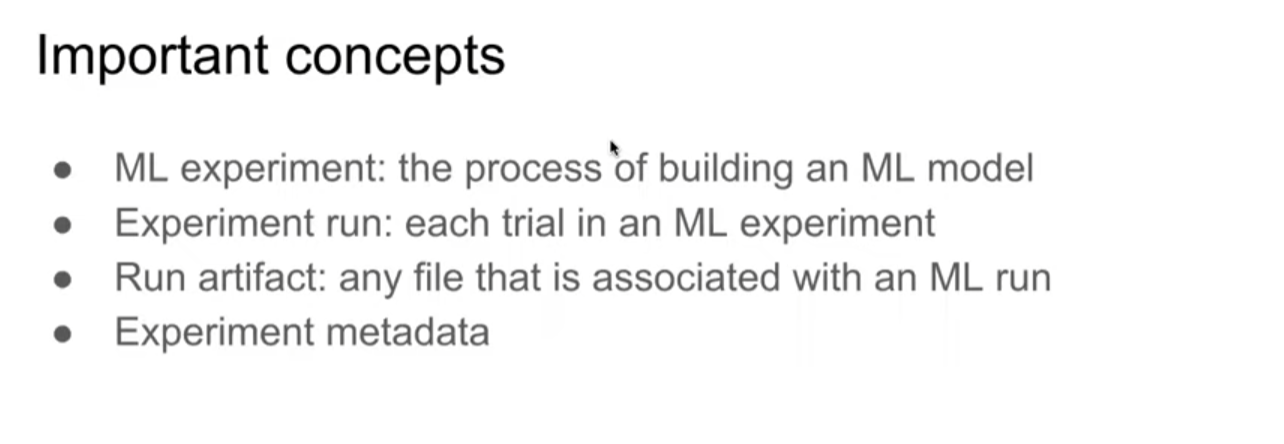 Important concepts
● ML experiment: the process of building an ML model
● Experiment run: each trial in an ML experiment
● Run artifact: any file that is associated with an ML run
● Experiment metadata